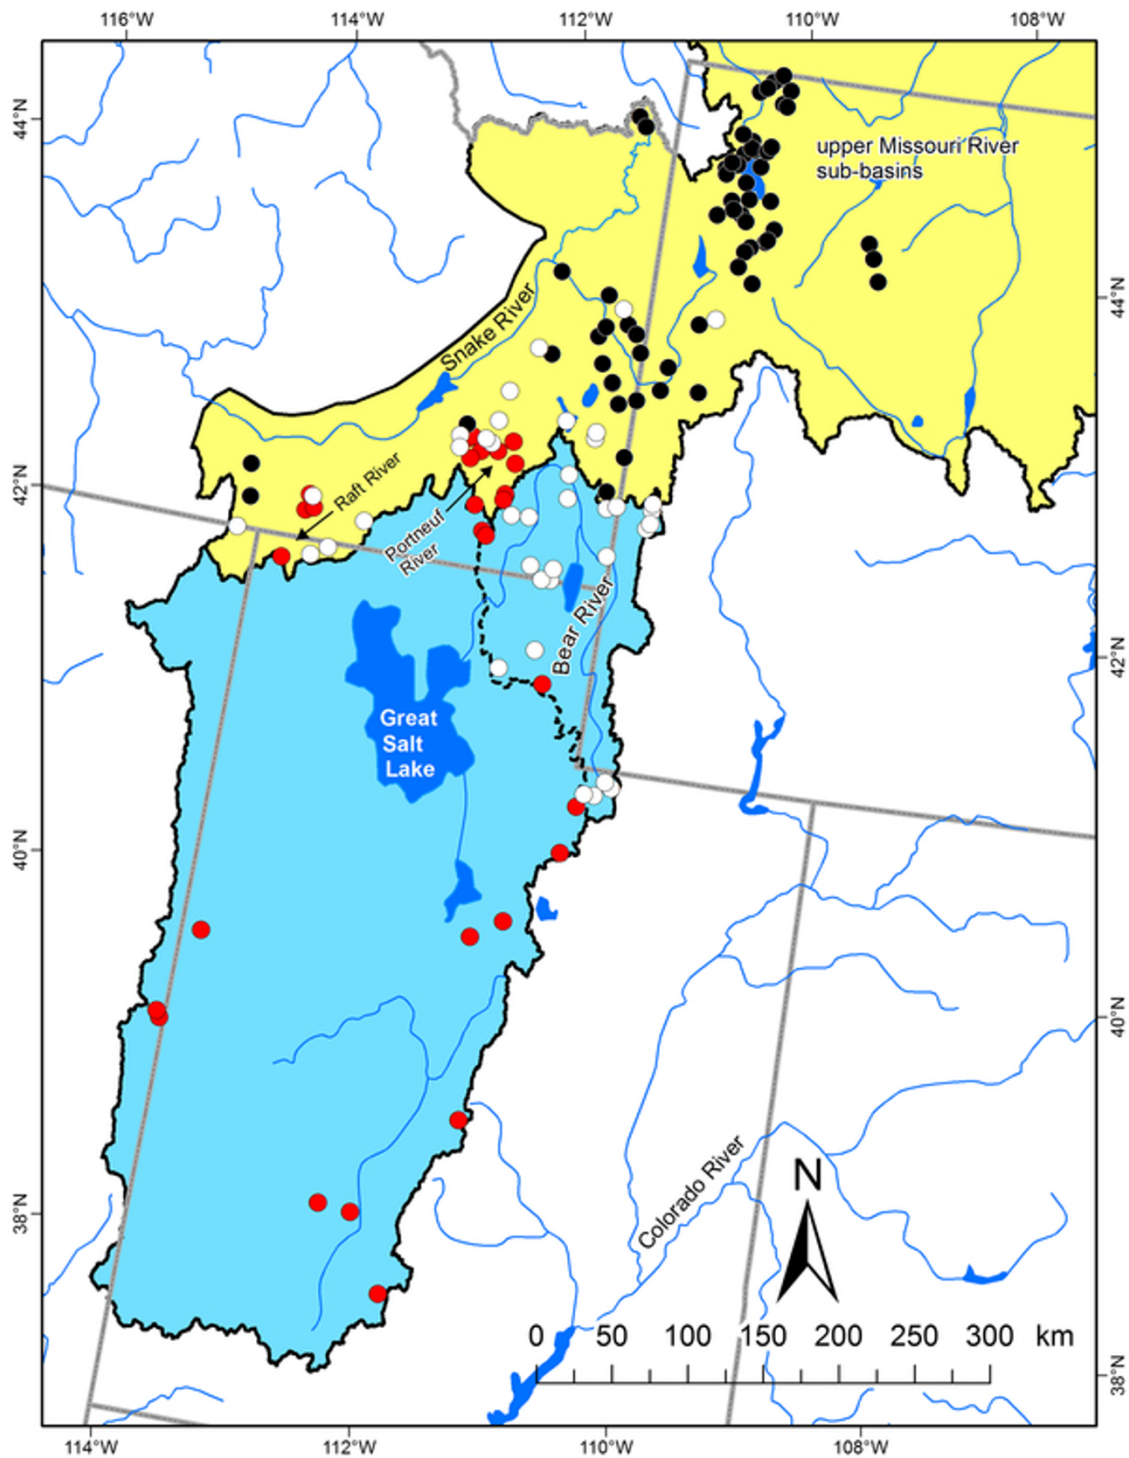 116°W 114°W 112°W 110°W 108°W
44°N
upper Missouri River
sub-basins
44°N
Snake River
42°N
Raft River
Portneuf
River
Bear River
42°N
Great
Salt
Lake
40°N
40°N
Colorado River
N
38°N
0 50 100 150 200 250 300 km
38°N
114°W 112°W 110°W 108°W